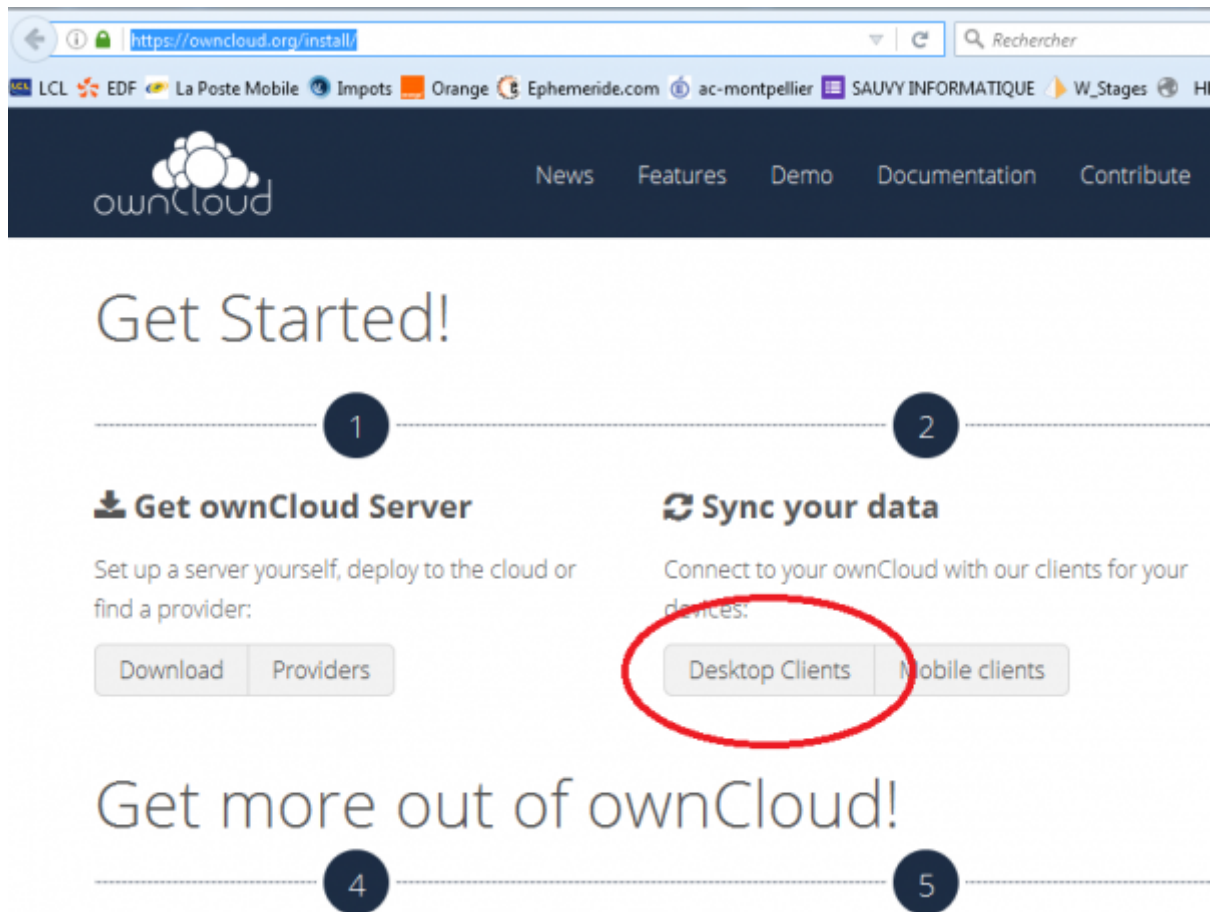 https://owncloud.org/install/
Rechercher
LCL EDF La Poste Mobile Impots Orange Ephemeride.com ac-montpellier SAUVY INFORMATIQUE W_Stages
ownCloud News Features Demo Documentation Contribute
Get Started!
1 2
Get ownCloud Server
Set up a server yourself, deploy to the cloud or
find a provider:
Download Providers
Sync your data
Connect to your ownCloud with our clients for your
devices:
Desktop Clients Mobile clients
Get more out of ownCloud!
4 5